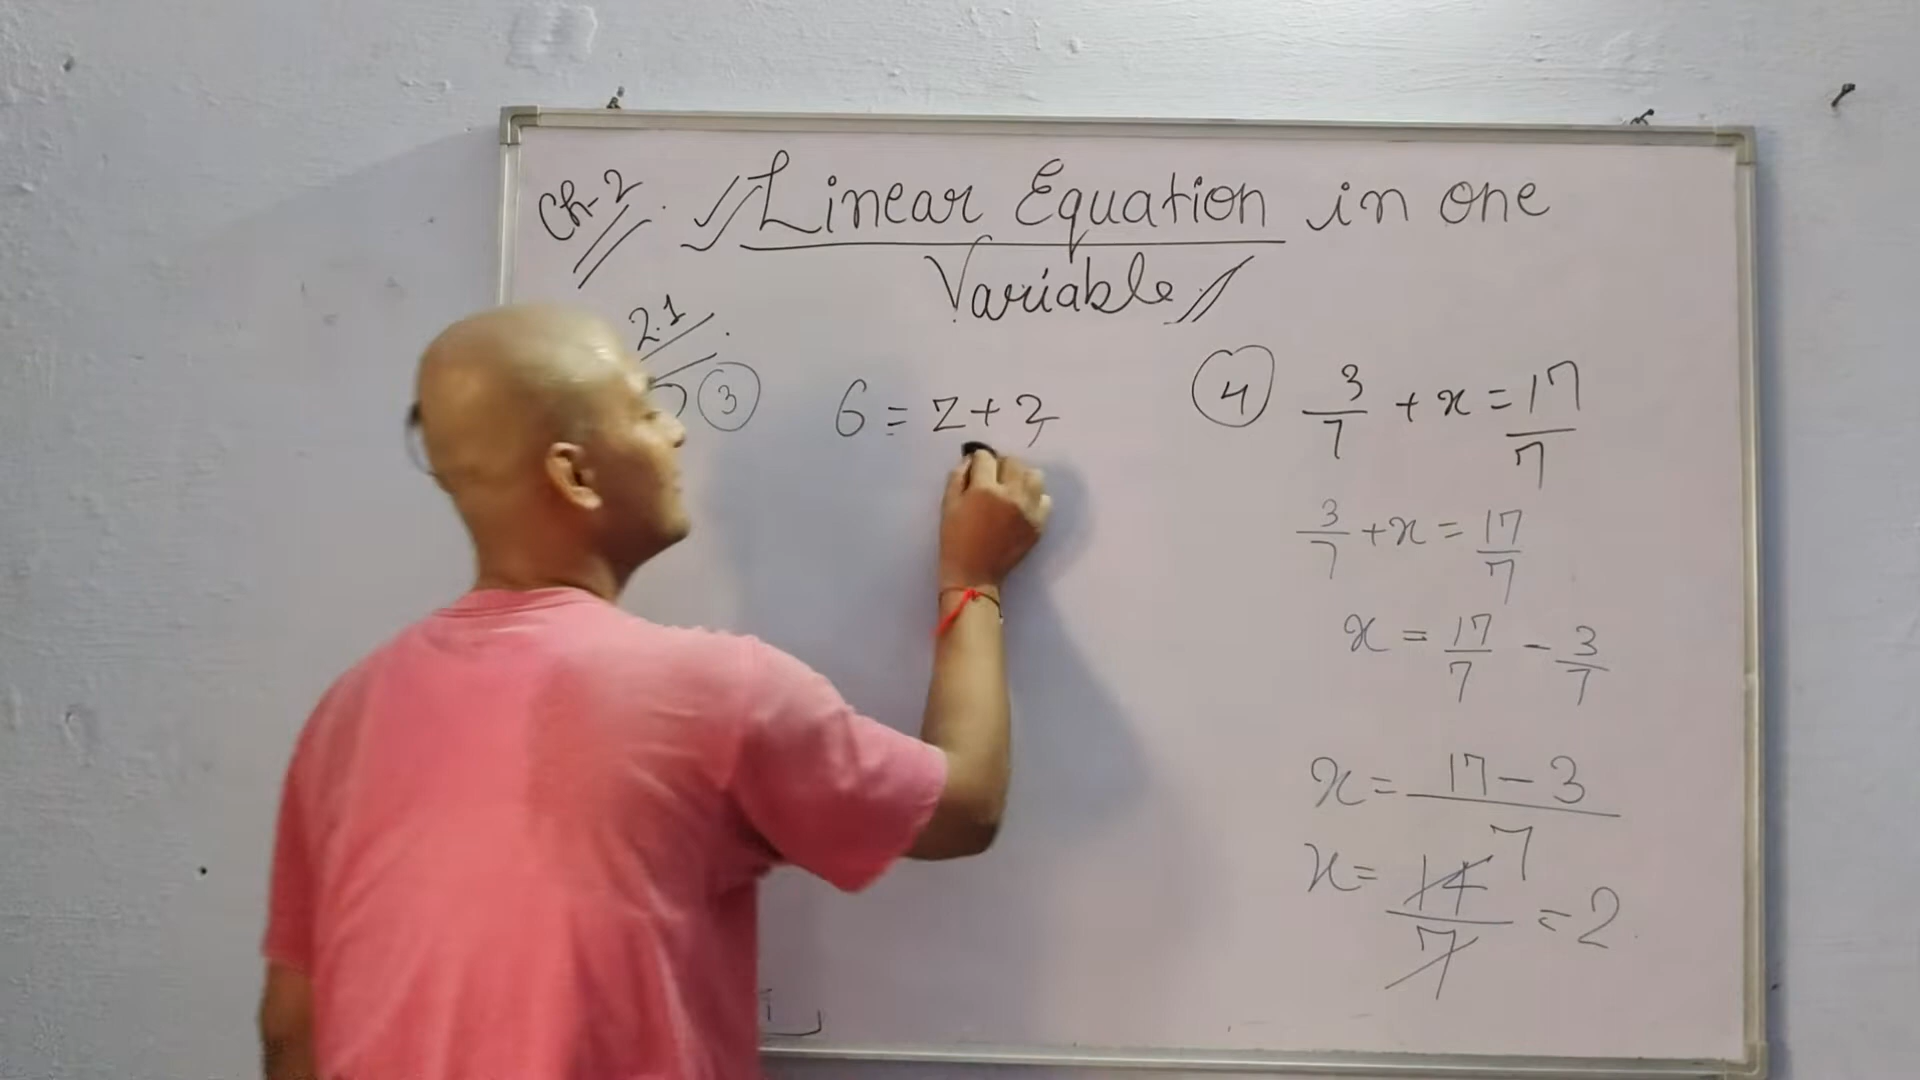 Ch-2 Linear Equation in one
Variable
2.1
③ 6 = z + 2
④ 3/7 + x = 17/7
3/7 + x = 17/7
x = 17/7 - 3/7
x = 17 - 3 / 7
x = 14/7 = 2